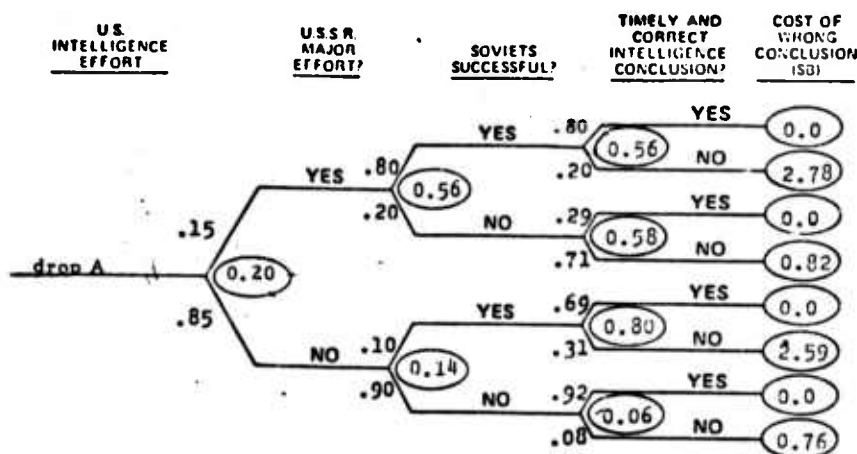 U.S. INTELLIGENCE EFFORT
U.S.S.R. MAJOR EFFORT?
SOVIETS SUCCESSFUL?
TIMELY AND CORRECT INTELLIGENCE CONCLUSION?
COST OF WRONG CONCLUSION ($B)
YES
0.0
.80
YES
0.56
.20
NO
2.78
.80
YES
0.56
.20
YES
0.0
.29
NO
0.58
.71
NO
0.82
.15
drop A
0.20
.85
YES
0.0
.69
YES
0.80
.31
NO
2.59
NO
.10
0.14
.90
YES
0.0
.92
NO
0.06
.08
NO
0.76